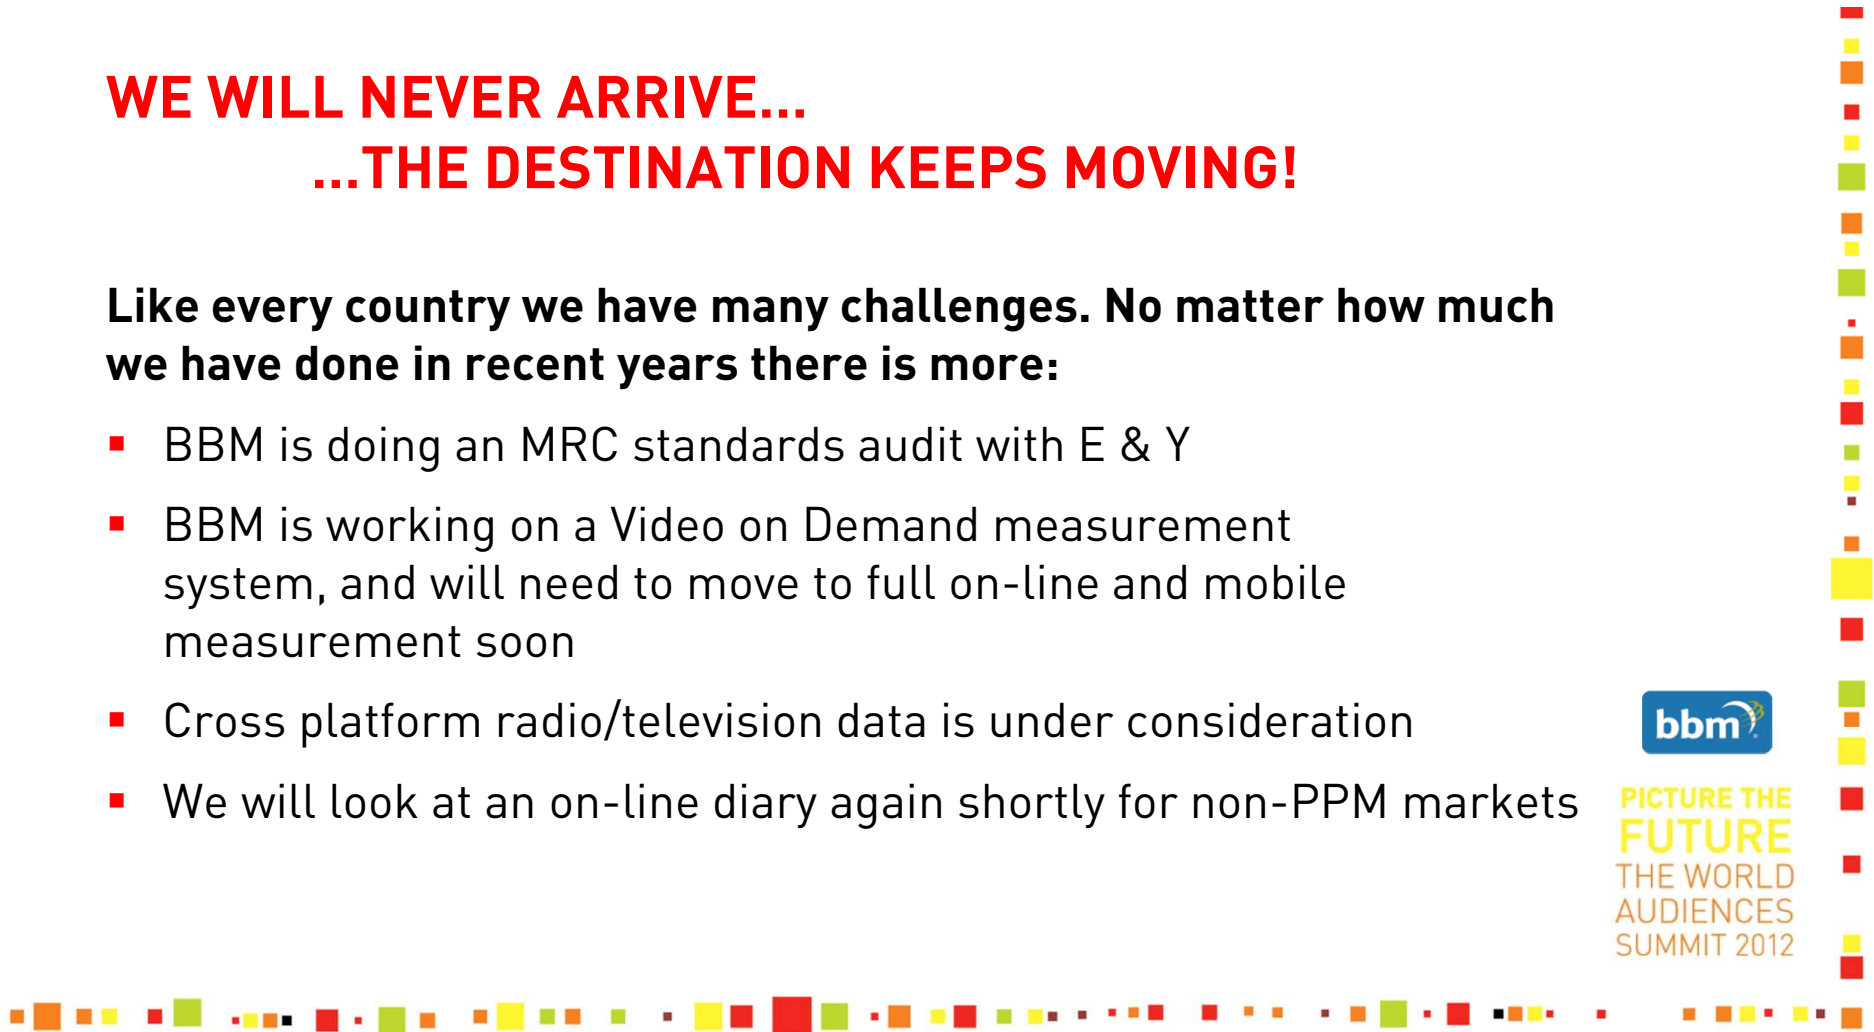 WE WILL NEVER ARRIVE...
...THE DESTINATION KEEPS MOVING!
Like every country we have many challenges. No matter how much
we have done in recent years there is more:
▪ BBM is doing an MRC standards audit with E & Y
▪ BBM is working on a Video on Demand measurement
system, and will need to move to full on-line and mobile
measurement soon
▪ Cross platform radio/television data is under consideration
▪ We will look at an on-line diary again shortly for non-PPM markets
bbm
PICTURE THE
FUTURE
THE WORLD
AUDIENCES
SUMMIT 2012